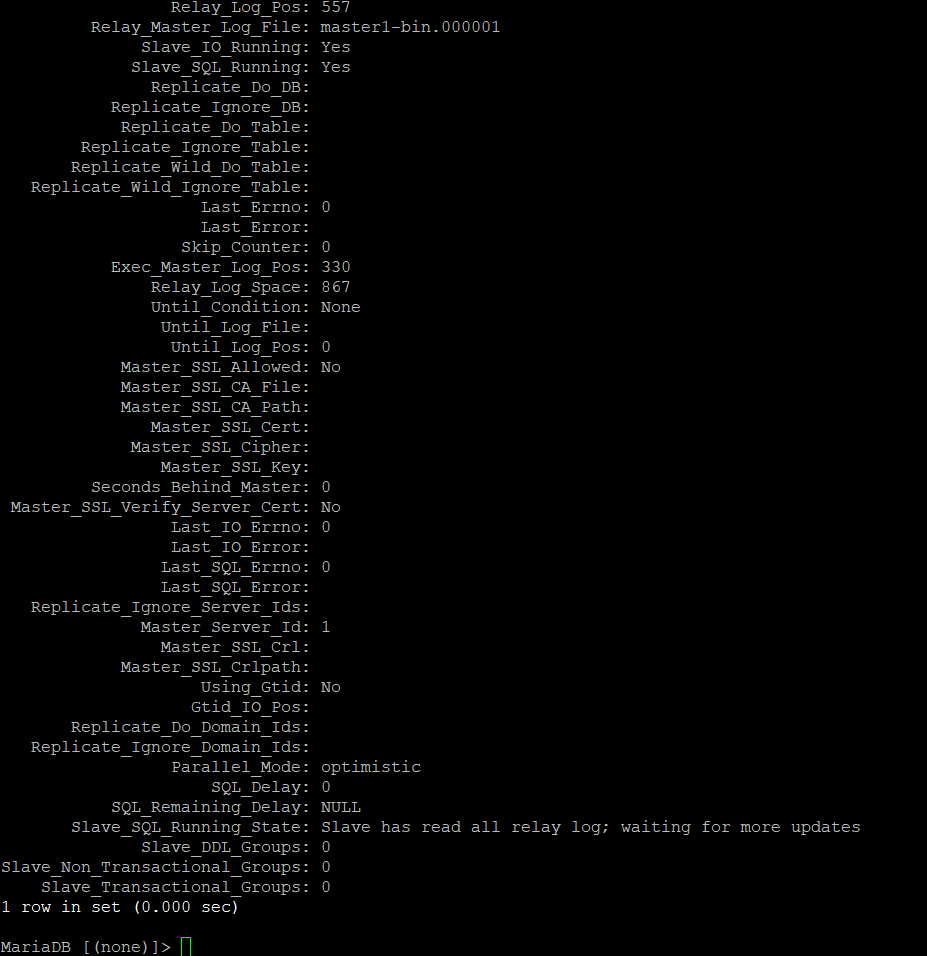 Relay_Log_Pos: 557
Relay_Master_Log_File: master1-bin.000001
Slave_IO_Running: Yes
Slave_SQL_Running: Yes
Replicate_Do_DB:
Replicate_Ignore_DB:
Replicate_Do_Table:
Replicate_Ignore_Table:
Replicate_Wild_Do_Table:
Replicate_Wild_Ignore_Table:
Last_Errno: 0
Last_Error:
Skip_Counter: 0
Exec_Master_Log_Pos: 330
Relay_Log_Space: 867
Until_Condition: None
Until_Log_File:
Until_Log_Pos: 0
Master_SSL_Allowed: No
Master_SSL_CA_File:
Master_SSL_CA_Path:
Master_SSL_Cert:
Master_SSL_Cipher:
Master_SSL_Key:
Seconds_Behind_Master: 0
Master_SSL_Verify_Server_Cert: No
Last_IO_Errno: 0
Last_IO_Error:
Last_SQL_Errno: 0
Last_SQL_Error:
Replicate_Ignore_Server_Ids:
Master_Server_Id: 1
Master_SSL_Crl:
Master_SSL_Crlpath:
Using_Gtid: No
Gtid_IO_Pos:
Replicate_Do_Domain_Ids:
Replicate_Ignore_Domain_Ids:
Parallel_Mode: optimistic
SQL_Delay: 0
SQL_Remaining_Delay: NULL
Slave_SQL_Running_State: Slave has read all relay log; waiting for more updates
Slave_DDL_Groups: 0
Slave_Non_Transactional_Groups: 0
Slave_Transactional_Groups: 0
1 row in set (0.000 sec)
MariaDB [(none)]>